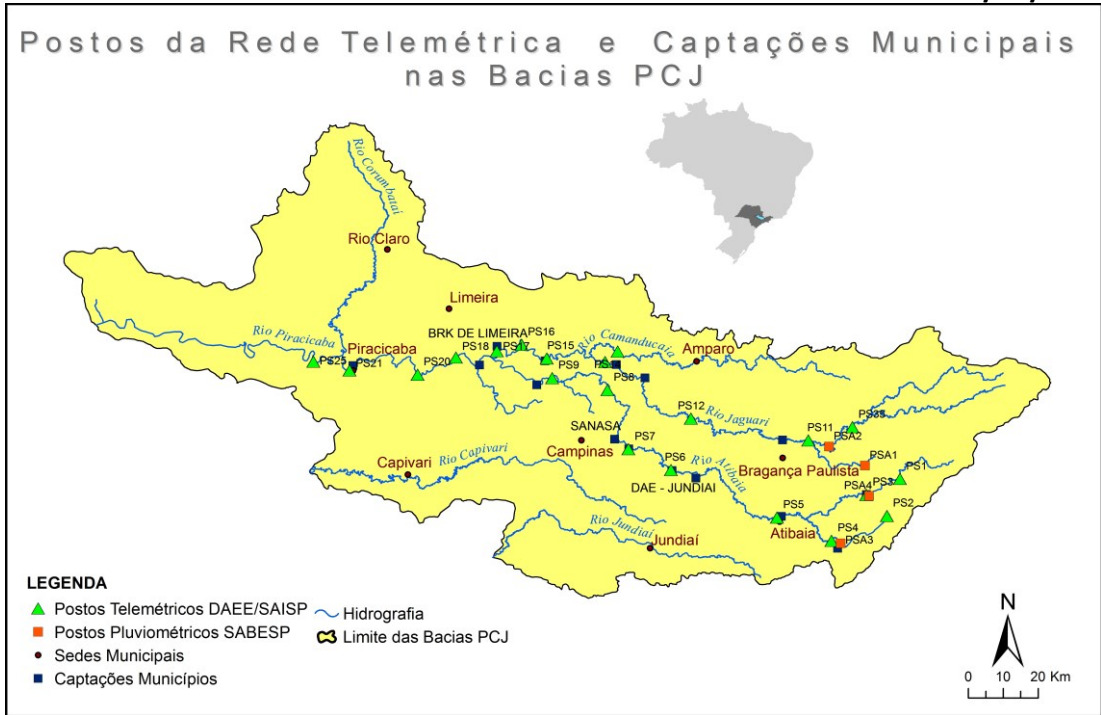 Postos da Rede Telemétrica e Captações Municipais
nas Bacias PCJ
Rio Corumbataí
Rio Claro
Limeira
Rio Piracicaba
Piracicaba
BRK DE LIMEIRA
PS16
PS18
PS15
Rio Camanducaia
Amparo
PS25
PS21
PS20
PS9
PS8
PS12
Rio Jaguari
PS11
PSA2
SANASA
Campinas
PS7
PS6
Rio Atibaia
Bragança Paulista
PSA1
PS1
DAE - JUNDIAI
Capivari
Rio Capivari
PSA4
PS3
PS2
PS5
Atibaia
PS4
PSA3
Rio Jundiaí
Jundiaí
LEGENDA
Postos Telemétricos DAEE/SAISP
Hidrografia
Postos Pluviométricos SABESP
Limite das Bacias PCJ
Sedes Municipais
Captações Municípios
N
0 10 20 Km